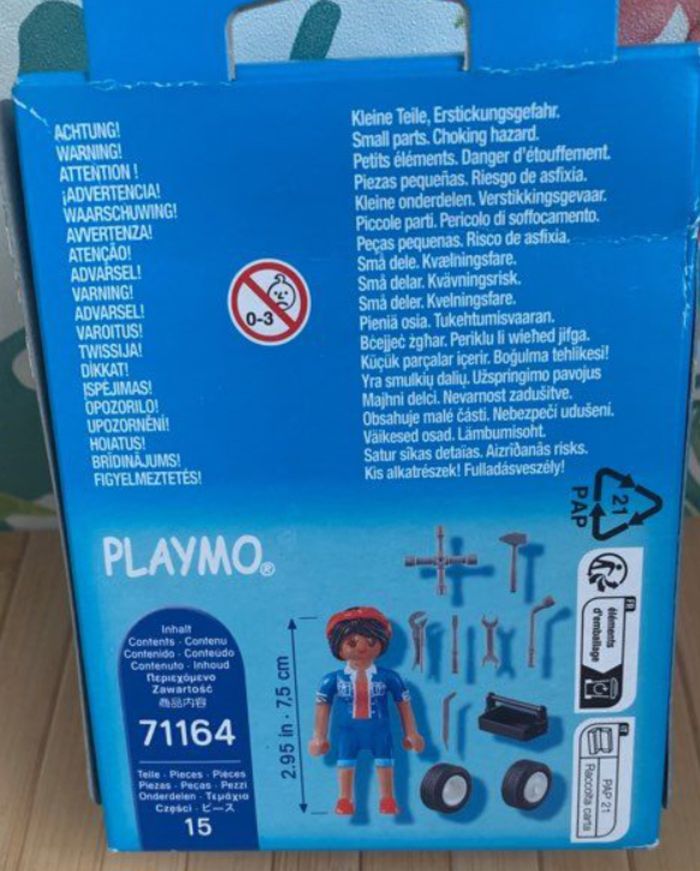 ACHTUNG!
WARNING!
ATTENTION !
¡ADVERTENCIA!
WAARSCHUWING!
AVVERTENZA!
ATENÇÃO!
ADVARSEL!
VARNING!
ADVARSEL!
VAROITUS!
TWISSIJA!
DİKKAT!
ĮSPĖJIMAS!
OPOZORILO!
UPOZORNĚNÍ!
HOIATUS!
BRĪDINĀJUMS!
FIGYELMEZTETÉS!
Kleine Teile, Erstickungsgefahr.
Small parts. Choking hazard.
Petits éléments. Danger d'étouffement.
Piezas pequeñas. Riesgo de asfixia.
Kleine onderdelen. Verstikkingsgevaar.
Piccole parti. Pericolo di soffocamento.
Peças pequenas. Risco de asfixia.
Små dele. Kvælningsfare.
Små delar. Kvävningsrisk.
Små deler. Kvelningsfare.
Pieniä osia. Tukehtumisvaaran.
Bċejjeċ żgħar. Periklu li wieħed jifga.
Küçük parçalar içerir. Boğulma tehlikesi!
Yra smulkių dalių. Užspringimo pavojus
Majhni delci. Nevarnost zadušitve.
Obsahuje malé části. Nebezpečí udušení.
Väikesed osad. Lämbumisoht.
Satur sīkas detaļas. Aizrīšanās risks.
Kis alkatrészek! Fulladásveszély!
0-3
21
PAP
PLAYMO®
Inhalt
Contents · Contenu
Contenido · Conteúdo
Contenuto · Inhoud
Περιεχόμενο
Zawartość
商品内容
71164
Teile · Pieces · Pièces
Piezas · Peças · Pezzi
Onderdelen · Τεμάχια
Części · ピース
15
2.95 in · 7,5 cm
FR
éléments
d'emballage
IT
PAP 21
Raccolta carta